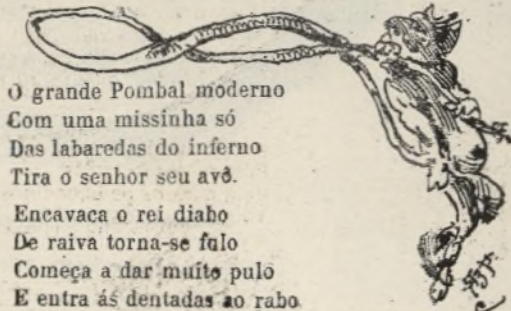 O grande Pombal moderno
Com uma missinha só
Das labaredas do inferno
Tira o senhor seu avô.
Encavaca o rei diabo
De raiva torna-se fulo
Começa a dar muito pulo
E entra ás dentadas ao rabo